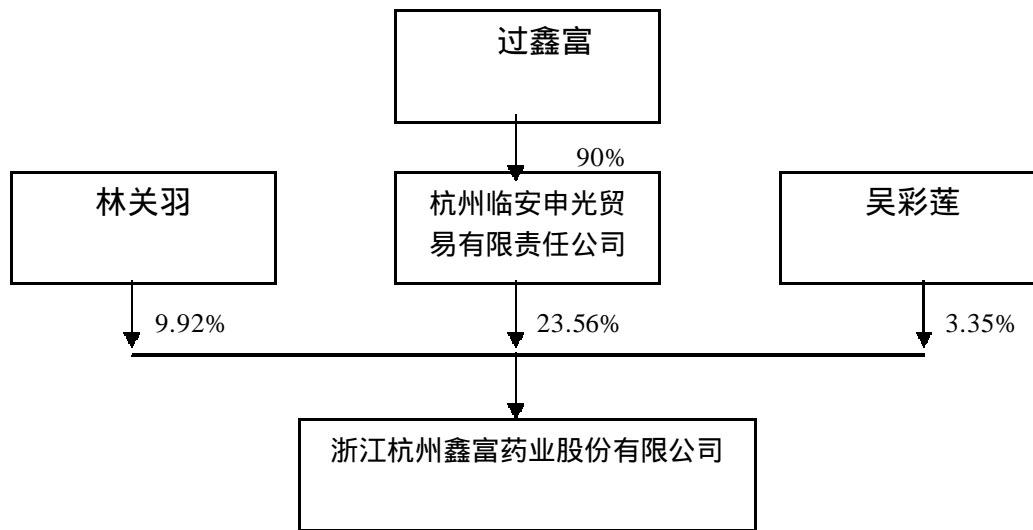 过鑫富
90%
林关羽
杭州临安申光贸
易有限责任公司
吴彩莲
9.92%
23.56%
3.35%
浙江杭州鑫富药业股份有限公司